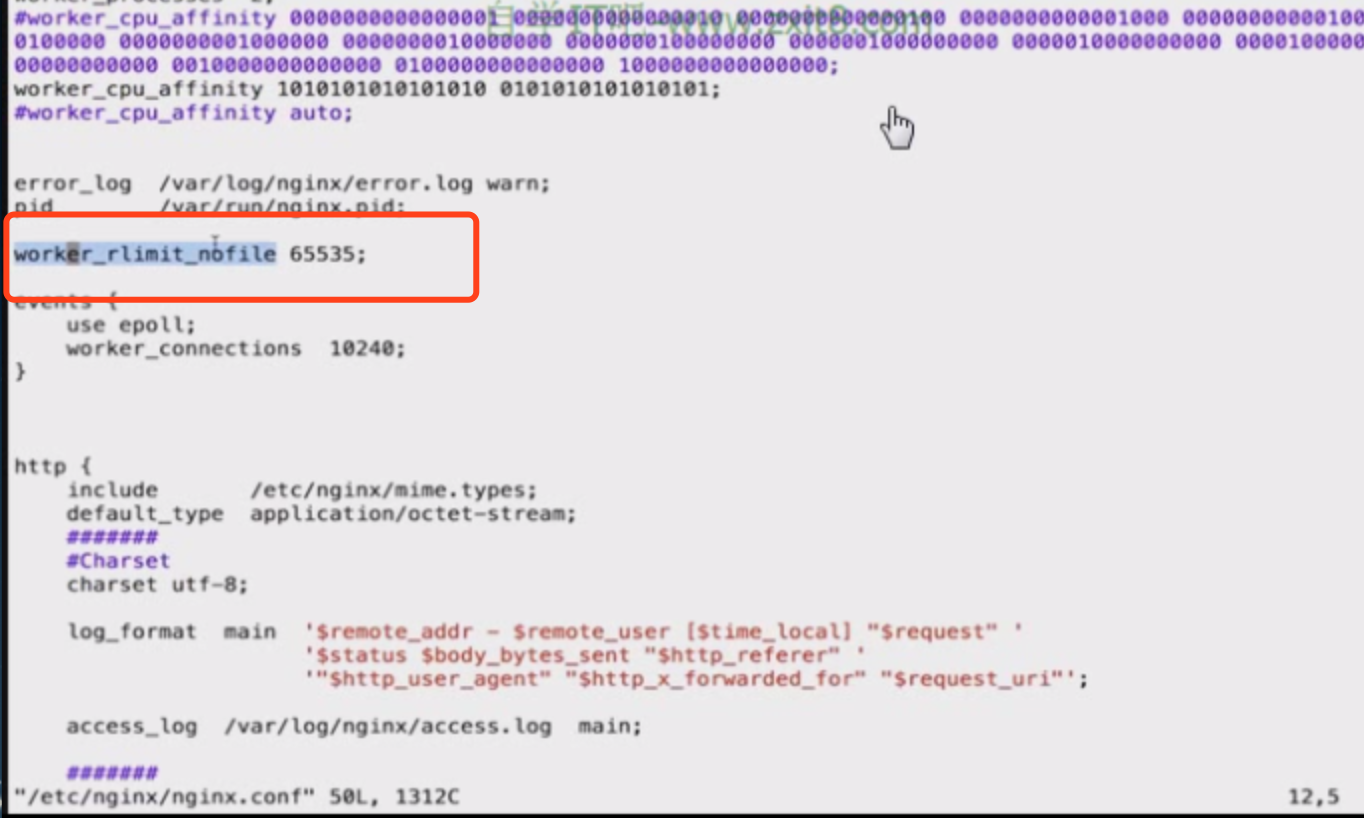 #worker_cpu_affinity 0000000000000001 0000000000000010 0000000000000100 0000000000001000 000000000000100
0100000 0000000001000000 0000000010000000 0000000100000000 0000001000000000 0000010000000000 0000100000
00000000000 0010000000000000 0100000000000000 1000000000000000;
worker_cpu_affinity 1010101010101010 0101010101010101;
#worker_cpu_affinity auto;
error_log /var/log/nginx/error.log warn;
pid /var/run/nginx.pid;
worker_rlimit_nofile 65535;
events {
use epoll;
worker_connections 10240;
}
http {
include /etc/nginx/mime.types;
default_type application/octet-stream;
#######
#Charset
charset utf-8;
log_format main '$remote_addr - $remote_user [$time_local] "$request" '
'$status $body_bytes_sent "$http_referer" '
'"$http_user_agent" "$http_x_forwarded_for" "$request_uri"';
access_log /var/log/nginx/access.log main;
#######
"/etc/nginx/nginx.conf" 50L, 1312C 12,5